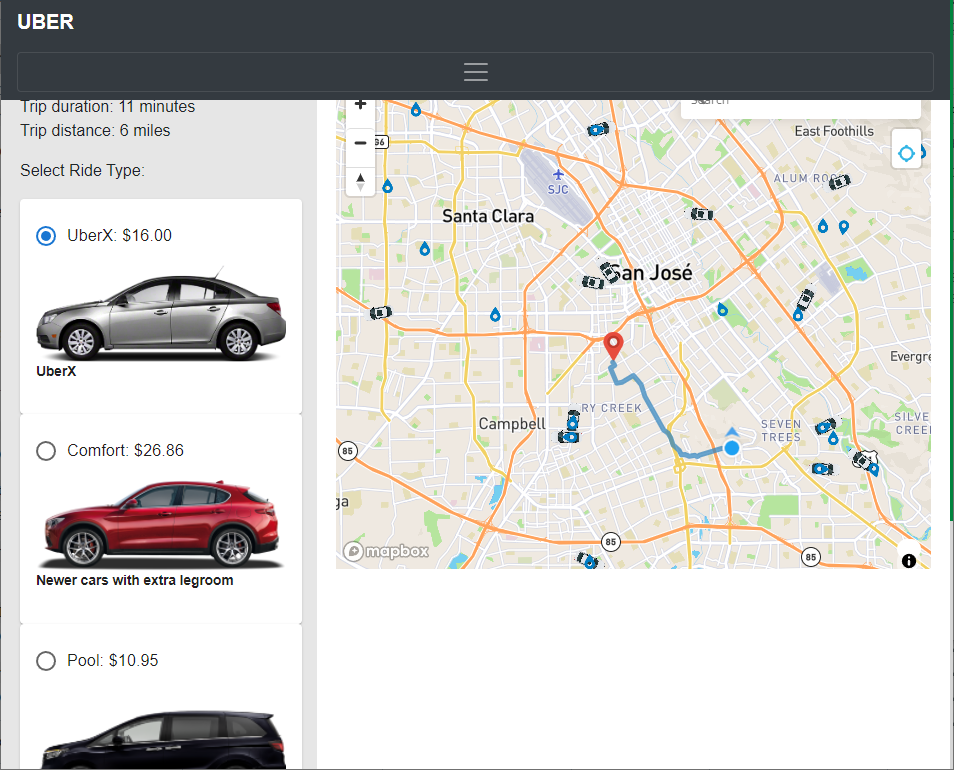 UBER
Trip duration: 11 minutes
Trip distance: 6 miles
Select Ride Type:
UberX: $16.00
UberX
Comfort: $26.86
Newer cars with extra legroom
Pool: $10.95
Search
East Foothills
G6
SJC
ALUM ROCK
Santa Clara
San José
Evergre
Campbell
RY CREEK
SEVEN
TREES
SILVE
CREE
85
ga
85
85
mapbox